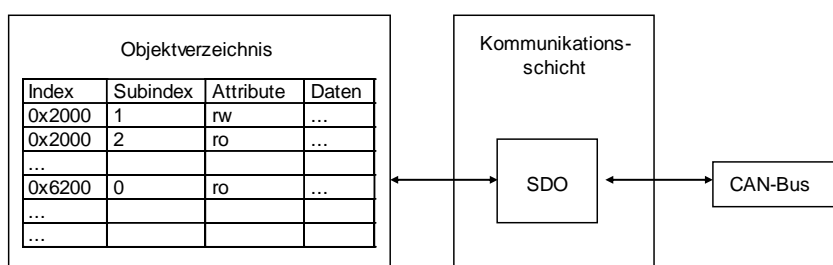 Objektverzeichnis
Index Subindex Attribute Daten
0x2000 1 rw ...
0x2000 2 ro ...
...
0x6200 0 ro ...
...
...
Kommunikations-
schicht
SDO
CAN-Bus